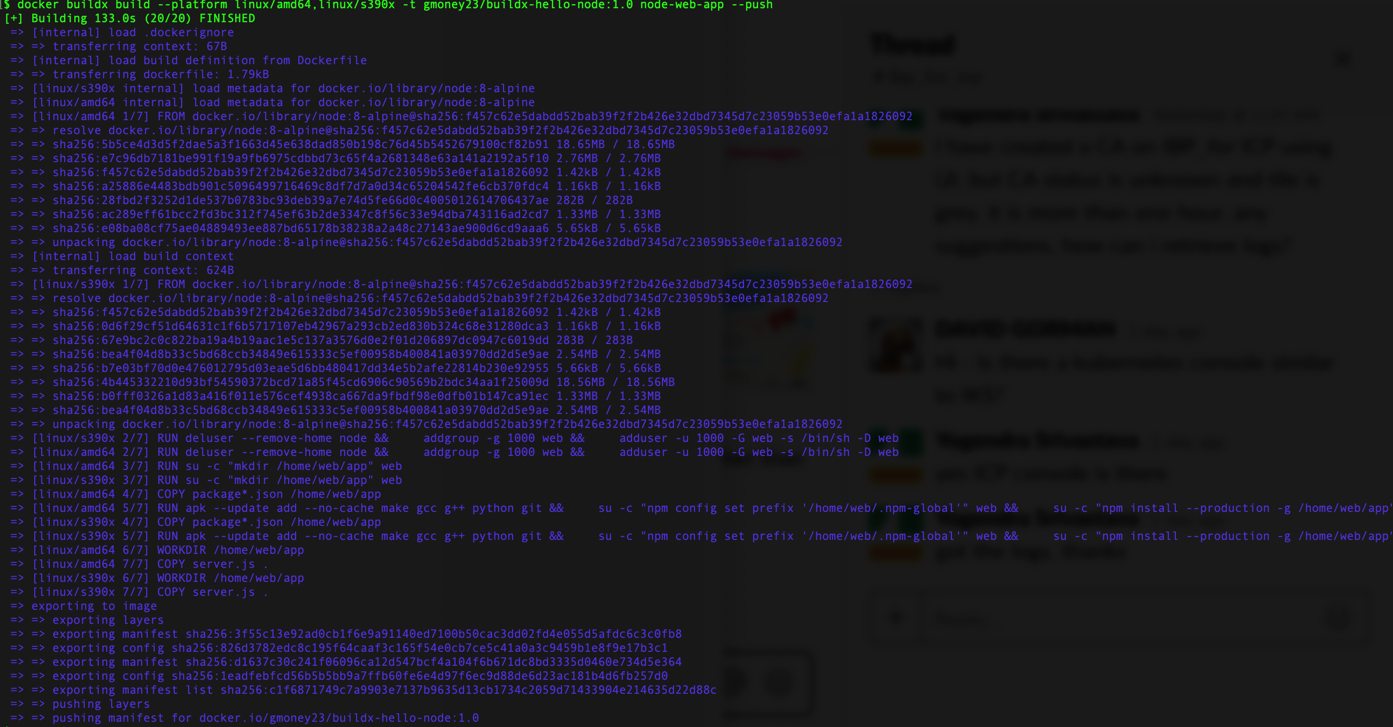 $ docker buildx build --platform linux/amd64,linux/s390x -t gmoney23/buildx-hello-node:1.0 node-web-app --push
[+] Building 133.0s (20/20) FINISHED
=> [internal] load .dockerignore
=> => transferring context: 67B
=> [internal] load build definition from Dockerfile
=> => transferring dockerfile: 1.79kB
=> [linux/s390x internal] load metadata for docker.io/library/node:8-alpine
=> [linux/amd64 internal] load metadata for docker.io/library/node:8-alpine
=> [linux/amd64 1/7] FROM docker.io/library/node:8-alpine@sha256:f457c62e5dabdd52bab39f2f2b426e32dbd7345d7c23059b53e0efa1a1826092
=> => resolve docker.io/library/node:8-alpine@sha256:f457c62e5dabdd52bab39f2f2b426e32dbd7345d7c23059b53e0efa1a1826092
=> => sha256:5b5ce4d3d5f2dae5a3f1663d45e638dad850b198c76d45b5452679100cf82b91 18.65MB / 18.65MB
=> => sha256:e7c96db7181be991f19a9fb6975cdbbd73c65f4a2681348e63a141a2192a5f10 2.76MB / 2.76MB
=> => sha256:f457c62e5dabdd52bab39f2f2b426e32dbd7345d7c23059b53e0efa1a1826092 1.42kB / 1.42kB
=> => sha256:a25886e4483bdb901c5096499716469c8df7d7a0d34c65204542fe6cb370fdc4 1.16kB / 1.16kB
=> => sha256:28fbd2f3252d1de537b0783bc93deb39a7e74d5fe66d0c4005012614706437ae 282B / 282B
=> => sha256:ac289eff61bcc2fd3bc312f745ef63b2de3347c8f56c33e94dba743116ad2cd7 1.33MB / 1.33MB
=> => sha256:e08ba08cf75ae04889493ee887bd65178b38238a2a48c27143ae900d6cd9aaa6 5.65kB / 5.65kB
=> => unpacking docker.io/library/node:8-alpine@sha256:f457c62e5dabdd52bab39f2f2b426e32dbd7345d7c23059b53e0efa1a1826092
=> [internal] load build context
=> => transferring context: 624B
=> [linux/s390x 1/7] FROM docker.io/library/node:8-alpine@sha256:f457c62e5dabdd52bab39f2f2b426e32dbd7345d7c23059b53e0efa1a1826092
=> => resolve docker.io/library/node:8-alpine@sha256:f457c62e5dabdd52bab39f2f2b426e32dbd7345d7c23059b53e0efa1a1826092
=> => sha256:f457c62e5dabdd52bab39f2f2b426e32dbd7345d7c23059b53e0efa1a1826092 1.42kB / 1.42kB
=> => sha256:0d6f29cf51d64631c1f6b5717107eb42967a293cb2ed830b324c68e31280dca3 1.16kB / 1.16kB
=> => sha256:67e9bc2c0c822ba19a4b19aac1e5c137a3576d0e2f01d206897dc0947c6019dd 283B / 283B
=> => sha256:bea4f04d8b33c5bd68ccb34849e615333c5ef00958b400841a03970dd2d5e9ae 2.54MB / 2.54MB
=> => sha256:b7e03bf70d0e476012795d03eae5d6bb480417dd34e5b2afe22814b230e92955 5.66kB / 5.66kB
=> => sha256:4b445332210d93bf54590372bcd71a85f45cd6906c90569b2bdc34aa1f25009d 18.56MB / 18.56MB
=> => sha256:b0fff0326a1d83a416f011e576cef4938ca667da9fbdf98e0dfb01b147ca91ec 1.33MB / 1.33MB
=> => sha256:bea4f04d8b33c5bd68ccb34849e615333c5ef00958b400841a03970dd2d5e9ae 2.54MB / 2.54MB
=> => unpacking docker.io/library/node:8-alpine@sha256:f457c62e5dabdd52bab39f2f2b426e32dbd7345d7c23059b53e0efa1a1826092
=> [linux/s390x 2/7] RUN deluser --remove-home node &&     addgroup -g 1000 web &&     adduser -u 1000 -G web -s /bin/sh -D web
=> [linux/amd64 2/7] RUN deluser --remove-home node &&     addgroup -g 1000 web &&     adduser -u 1000 -G web -s /bin/sh -D web
=> [linux/amd64 3/7] RUN su -c "mkdir /home/web/app" web
=> [linux/s390x 3/7] RUN su -c "mkdir /home/web/app" web
=> [linux/amd64 4/7] COPY package*.json /home/web/app
=> [linux/amd64 5/7] RUN apk --update add --no-cache make gcc g++ python git &&     su -c "npm config set prefix '/home/web/.npm-global'" web &&     su -c "npm install --production -g /home/web/app"
=> [linux/s390x 4/7] COPY package*.json /home/web/app
=> [linux/s390x 5/7] RUN apk --update add --no-cache make gcc g++ python git &&     su -c "npm config set prefix '/home/web/.npm-global'" web &&     su -c "npm install --production -g /home/web/app"
=> [linux/amd64 6/7] WORKDIR /home/web/app
=> [linux/amd64 7/7] COPY server.js .
=> [linux/s390x 6/7] WORKDIR /home/web/app
=> [linux/s390x 7/7] COPY server.js .
=> exporting to image
=> => exporting layers
=> => exporting manifest sha256:3f55c13e92ad0cb1f6e9a91140ed7100b50cac3dd02fd4e055d5afdc6c3c0fb8
=> => exporting config sha256:826d3782edc8c195f64caaf3c165f54e0cb7ce5c41a0a3c9459b1e8f9e17b3c1
=> => exporting manifest sha256:d1637c30c241f06096ca12d547bcf4a104f6b671dc8bd3335d0460e734d5e364
=> => exporting config sha256:1eadfebfcd56b5b5bb9a7ffb60fe6e4d97f6ec9d88de6d23ac181b4d6fb257d0
=> => exporting manifest list sha256:c1f6871749c7a9903e7137b9635d13cb1734c2059d71433904e214635d22d88c
=> => pushing layers
=> => pushing manifest for docker.io/gmoney23/buildx-hello-node:1.0